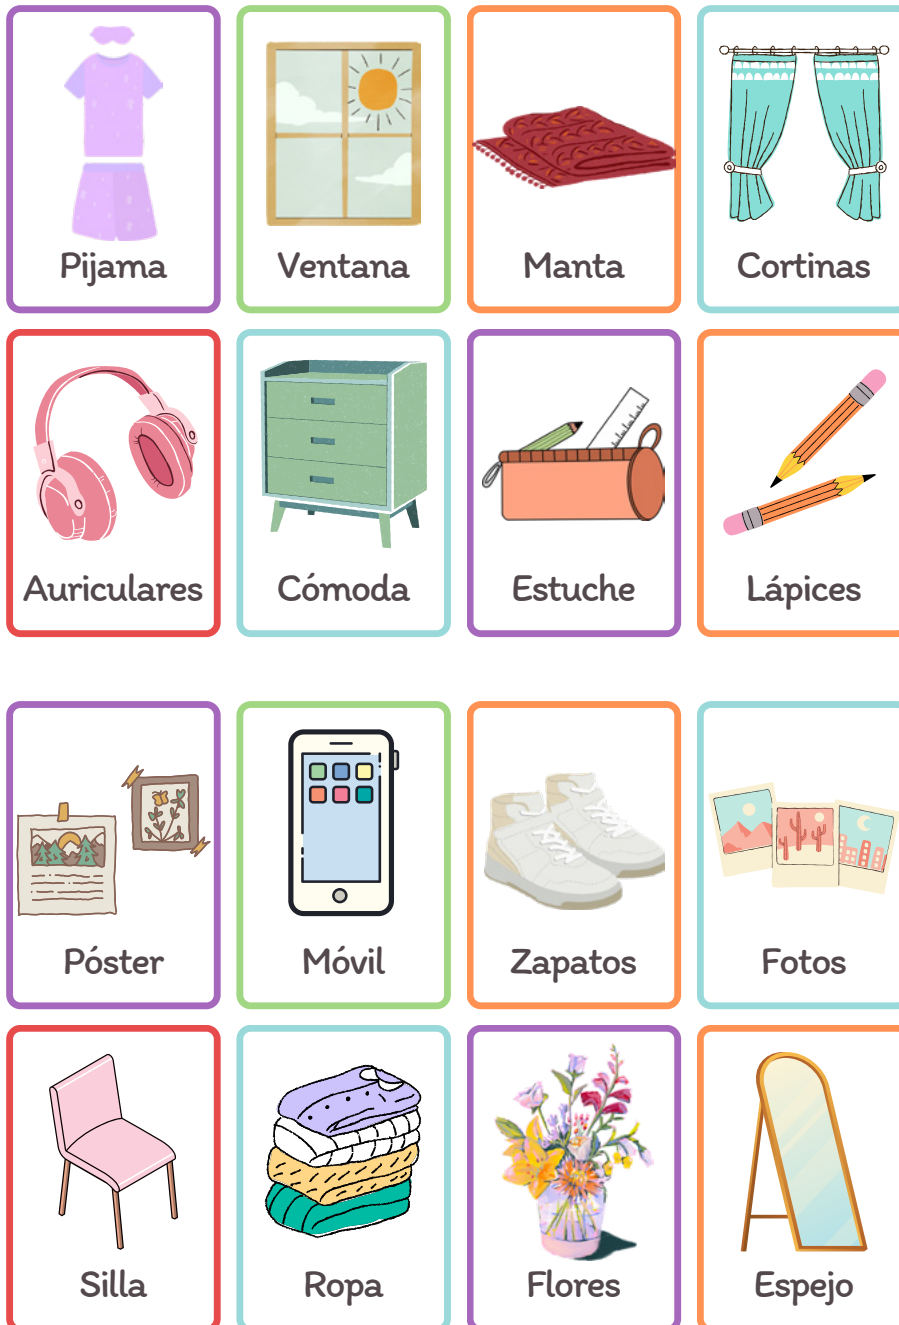 Pijama
Ventana
Manta
Cortinas
Auriculares
Cómoda
Estuche
Lápices
Póster
Móvil
Zapatos
Fotos
Silla
Ropa
Flores
Espejo